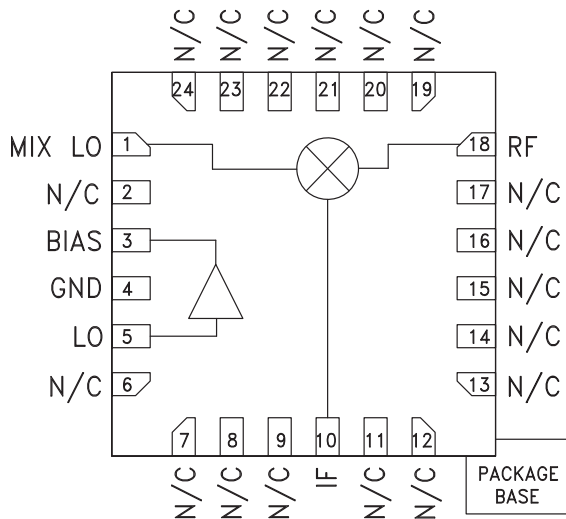 N/C N/C N/C N/C N/C N/C
24 23 22 21 20 19
MIX LO 1 18 RF
N/C 2 17 N/C
BIAS 3 16 N/C
GND 4 15 N/C
LO 5 14 N/C
N/C 6 13 N/C
7 8 9 10 11 12
N/C N/C N/C IF N/C N/C
PACKAGE
BASE